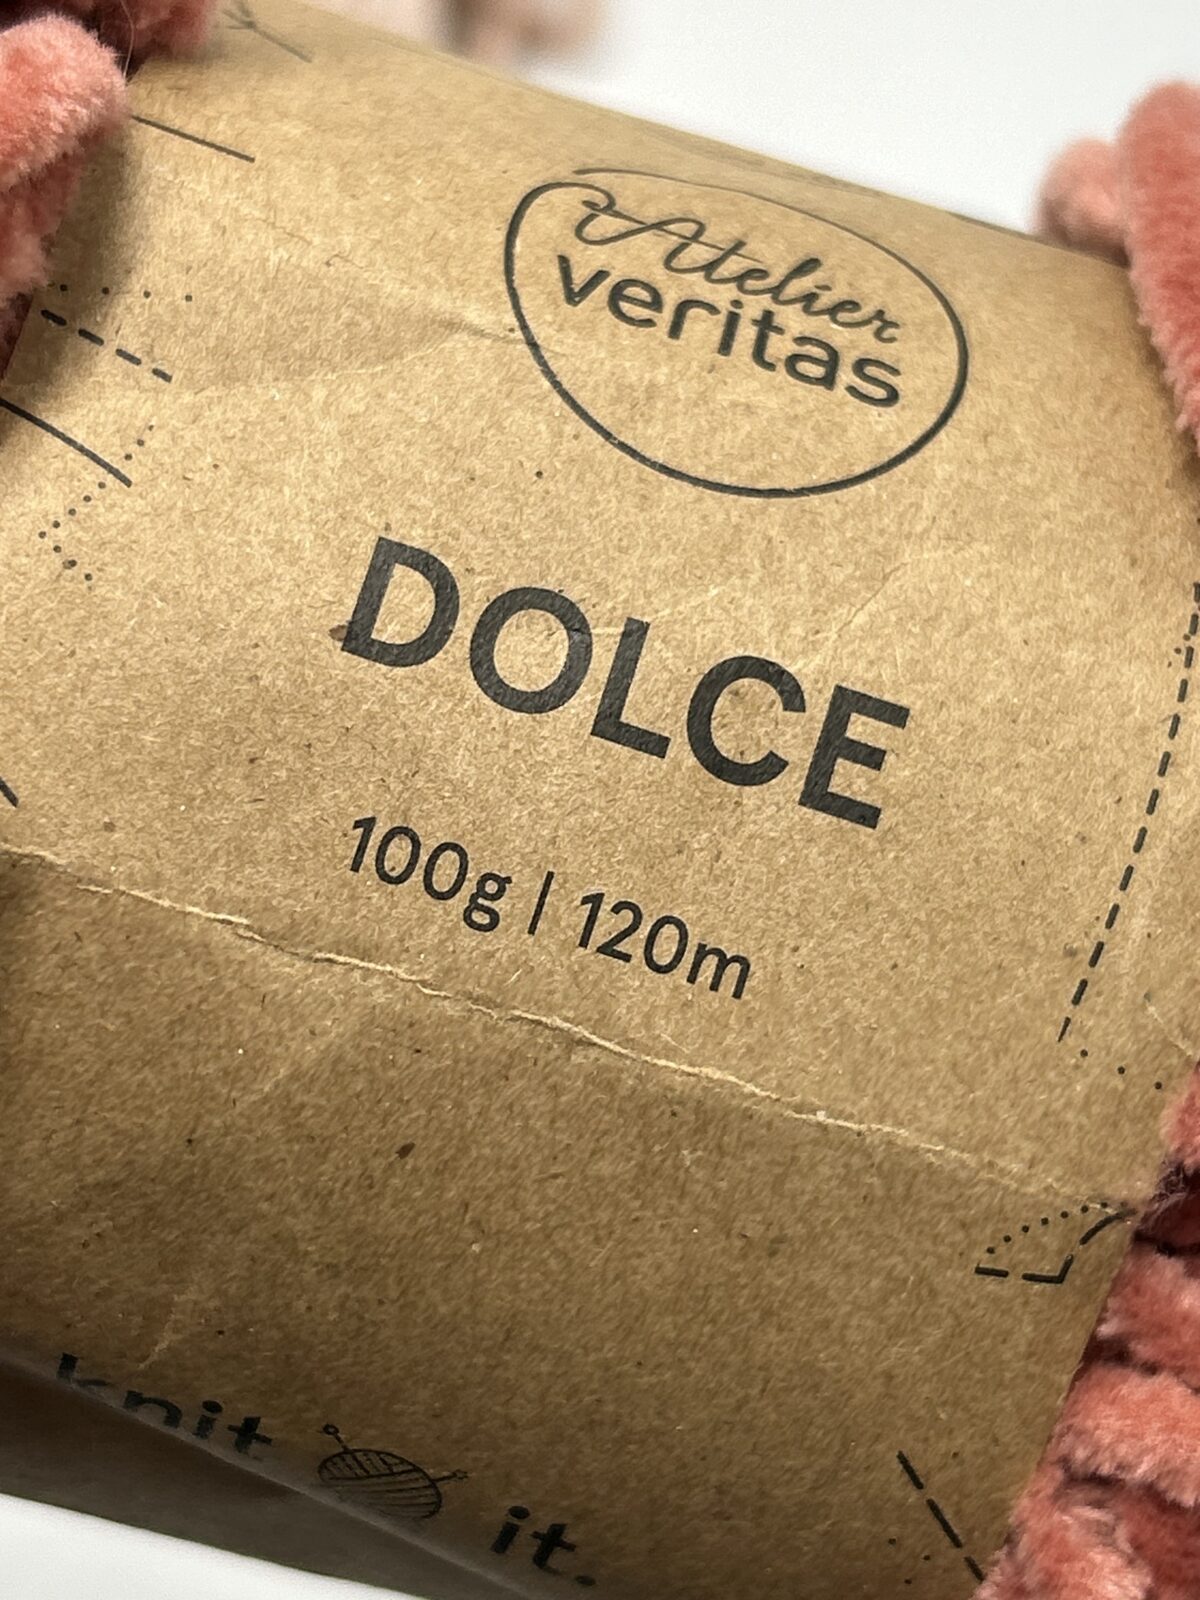 Atelier
veritas
DOLCE
100g | 120m
knit it.